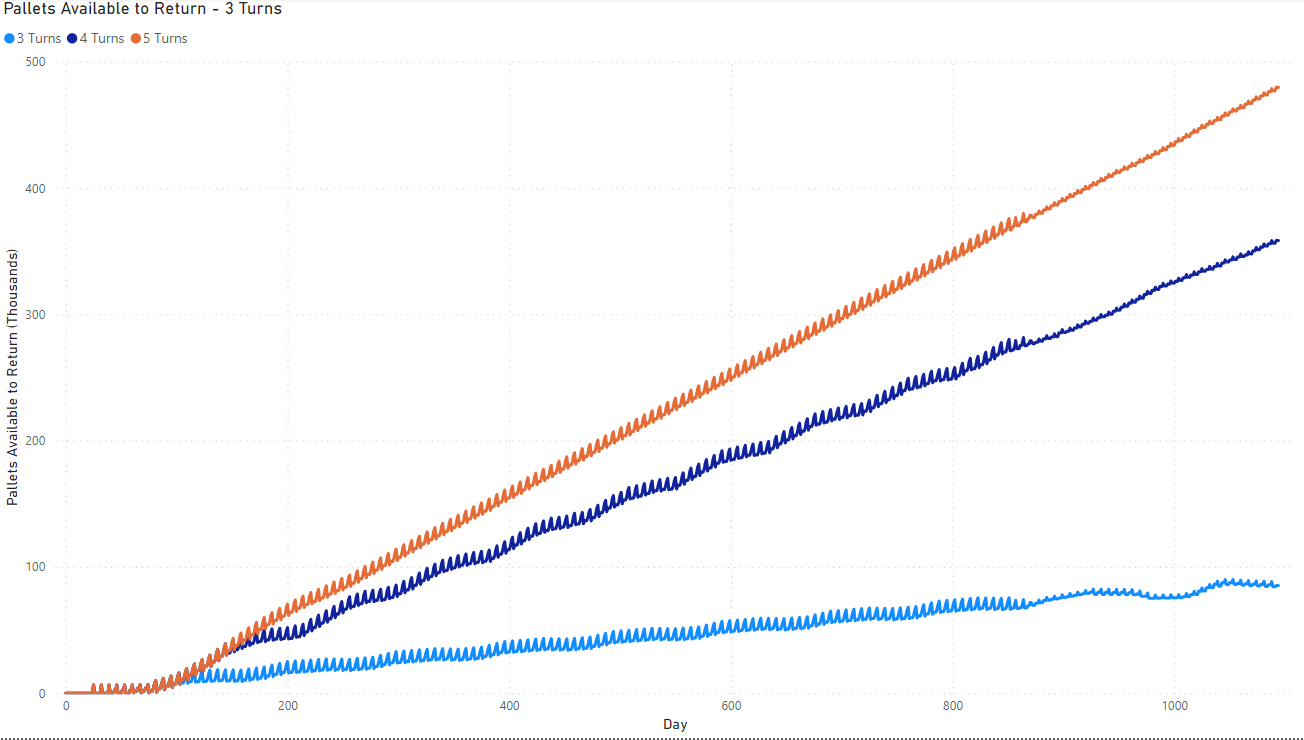 Pallets Available to Return - 3 Turns
3 Turns 4 Turns 5 Turns
500
400
300
200
100
0
Pallets Available to Return (Thousands)
0 200 400 600 800 1000
Day